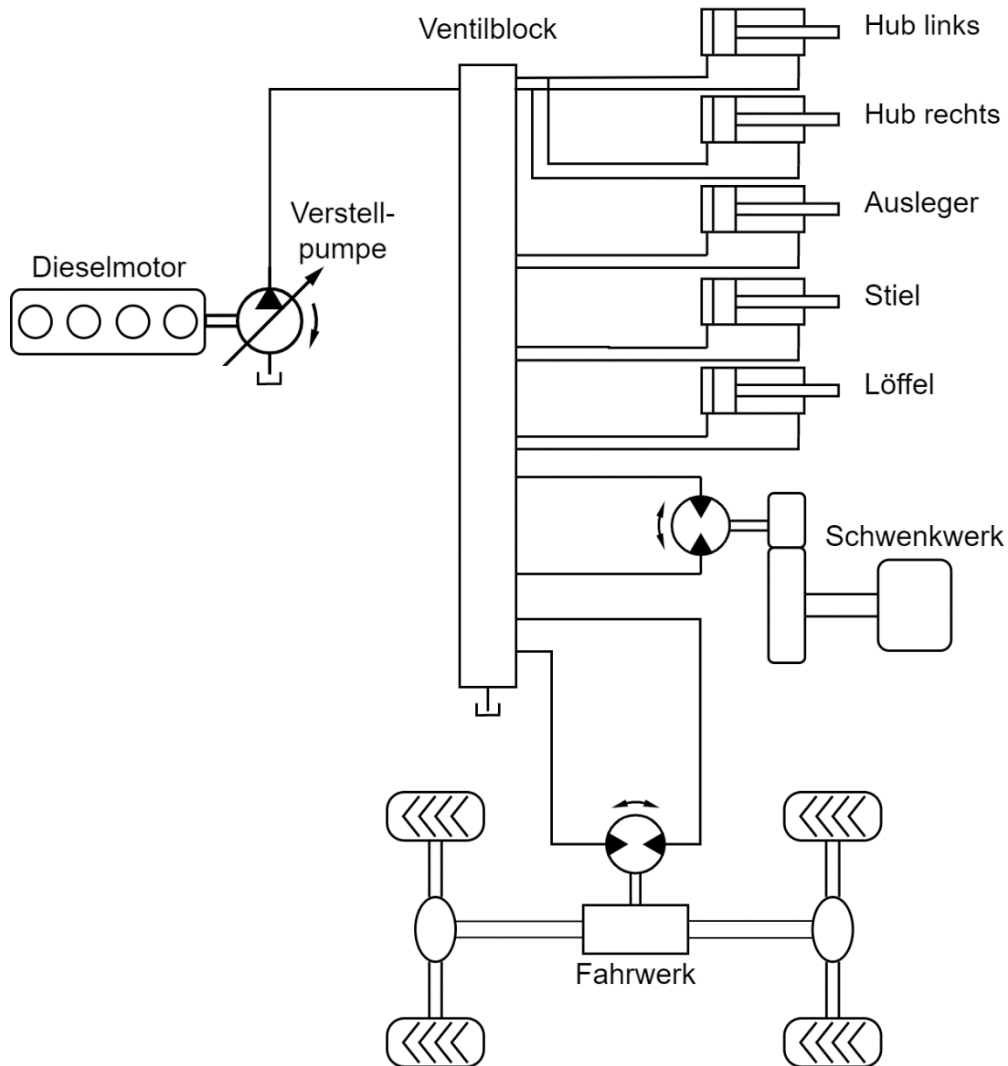 Ventilblock
Hub links
Hub rechts
Verstell-
pumpe
Ausleger
Dieselmotor
Stiel
Löffel
Schwenkwerk
Fahrwerk